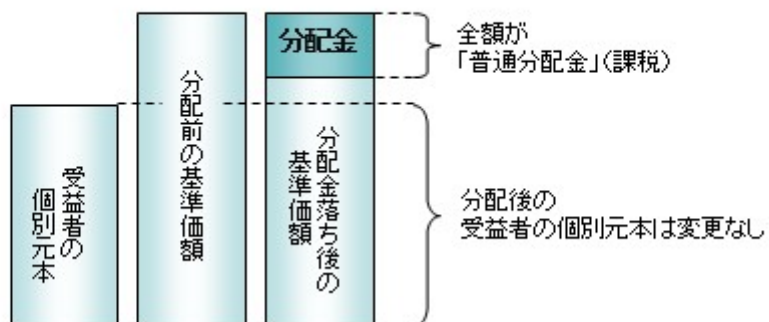 受益者の
個別元本
分配前の基準価額
分配金
分配金落ち後の
基準価額
全額が
「普通分配金」(課税)
分配後の
受益者の個別元本は変更なし